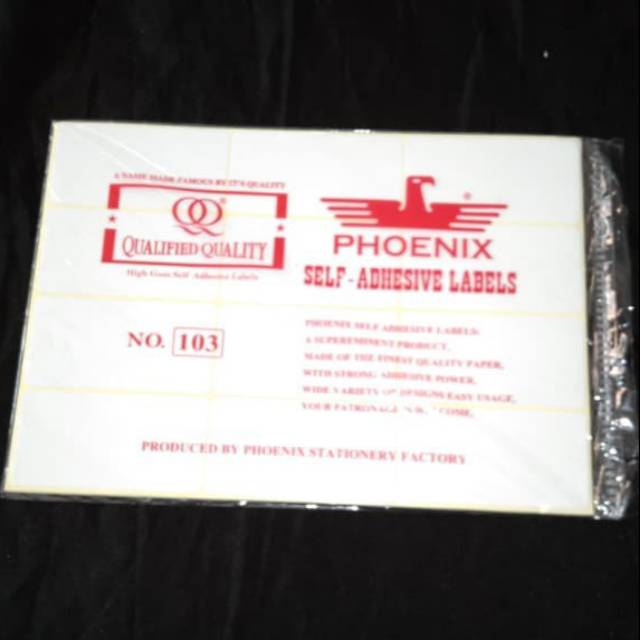 A NAME MADE FAMOUS BY IT'S QUALITY
QQ®
QUALIFIED QUALITY
High Gum Self Adhesive Labels
®
PHOENIX
SELF-ADHESIVE LABELS
NO. 103
PHOENIX SELF ADHESIVE LABELS:
A SUPEREMINENT PRODUCT,
MADE OF THE FINEST QUALITY PAPER,
WITH STRONG ADHESIVE POWER,
WIDE VARIETY OF DESIGNS EASY USAGE,
YOUR PATRONAGE
PRODUCED BY PHOENIX STATIONERY FACTORY